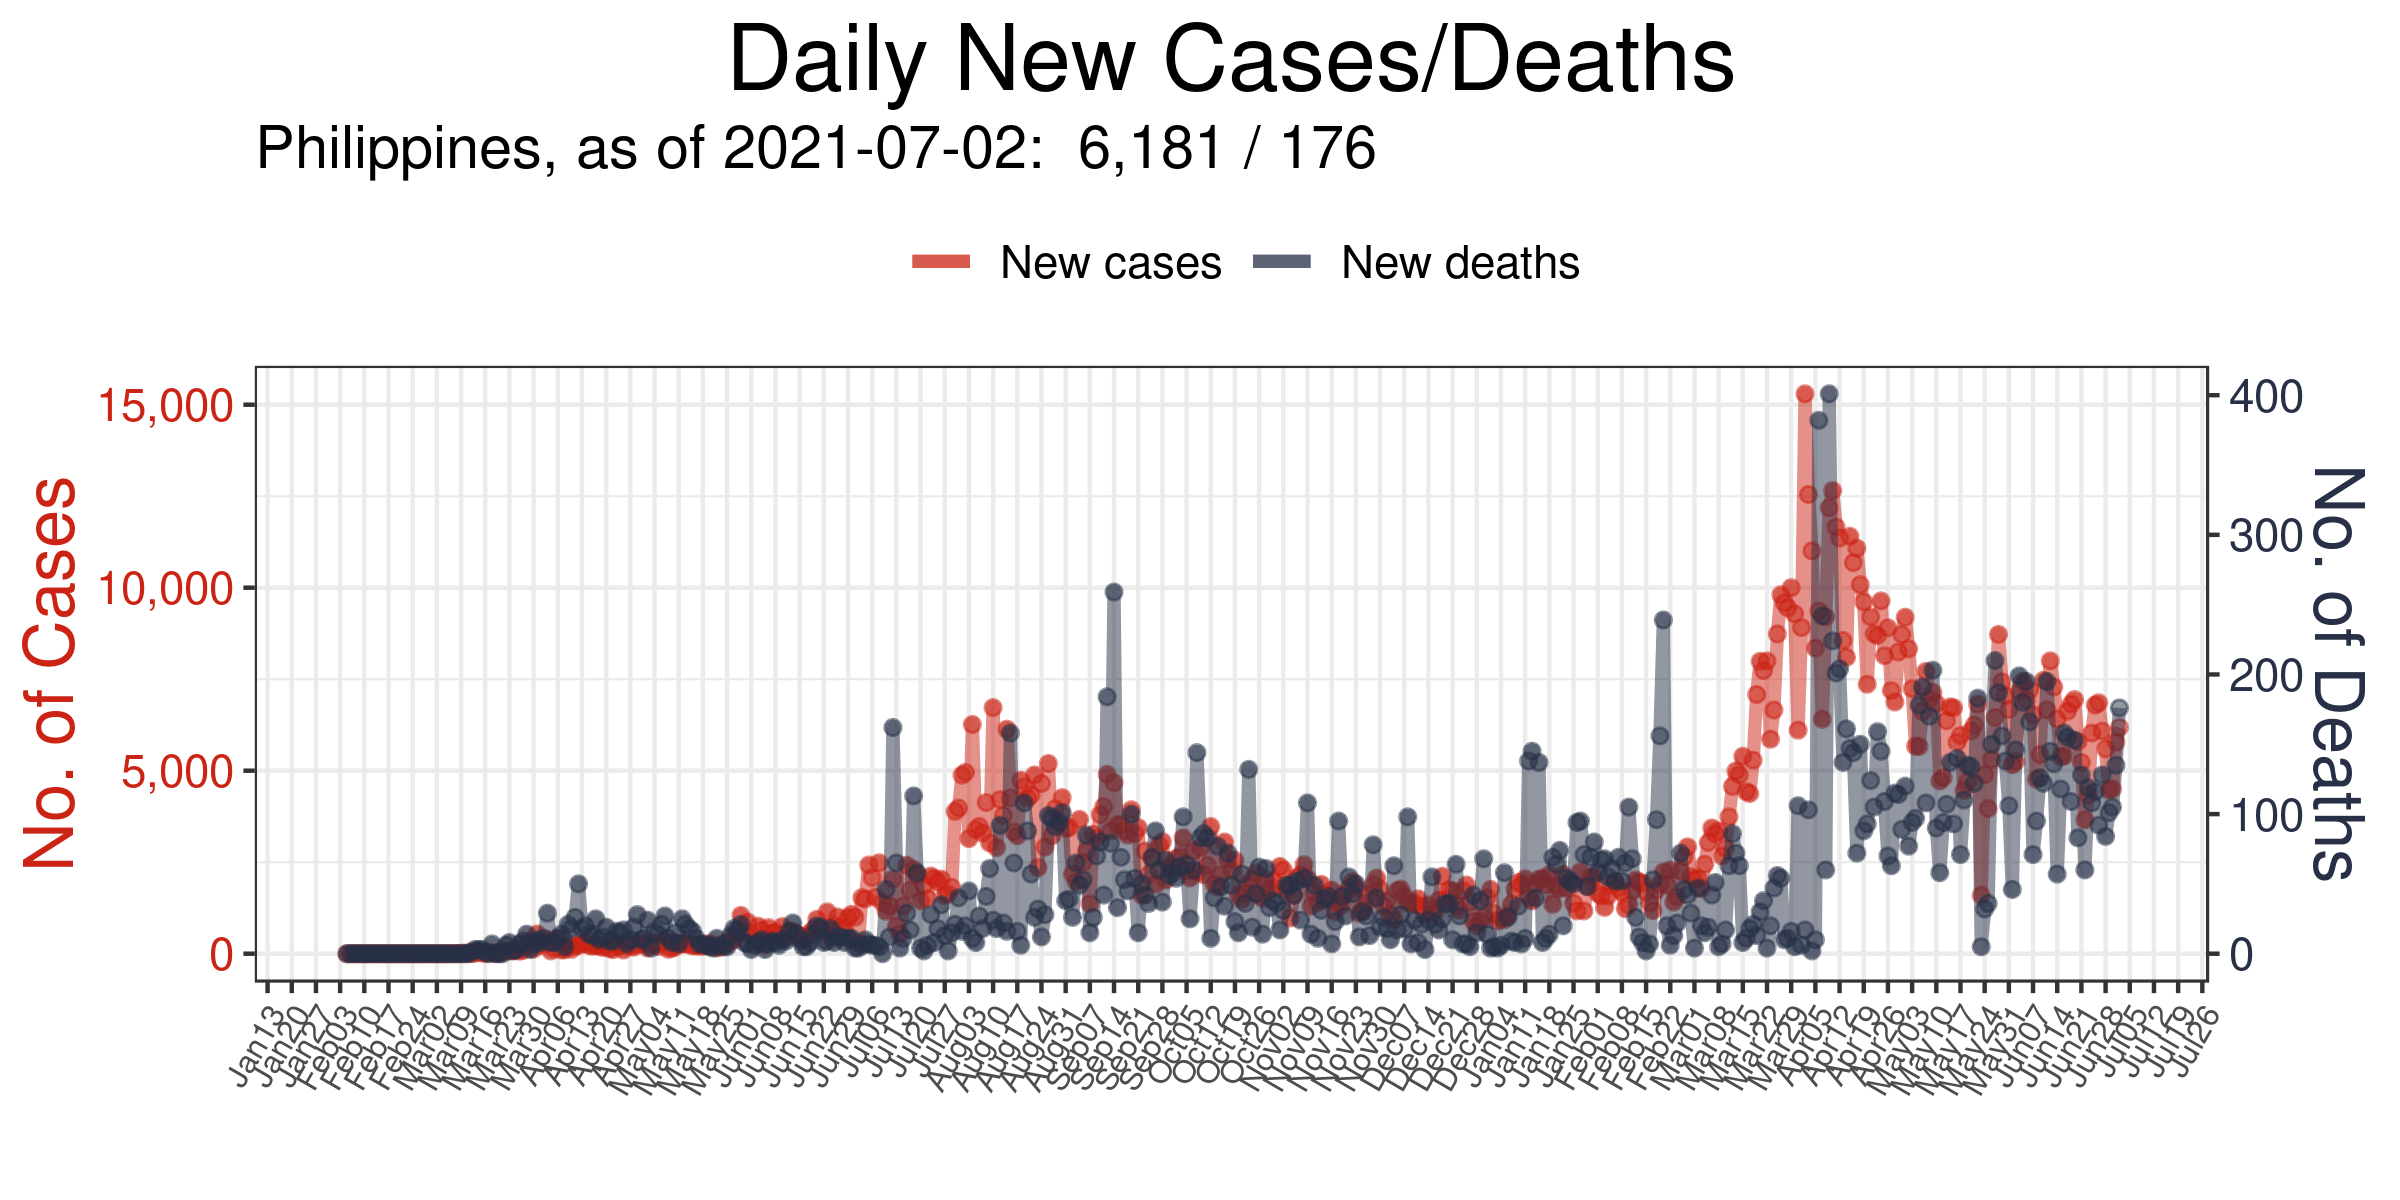 Daily New Cases/Deaths
Philippines, as of 2021-07-02:  6,181 / 176
New cases
New deaths
No. of Cases
15,000
10,000
5,000
0
400
300
200
100
0
No. of Deaths
Jan13
Jan20
Jan27
Feb03
Feb10
Feb17
Feb24
Mar02
Mar09
Mar16
Mar23
Mar30
Apr06
Apr13
Apr20
Apr27
May04
May11
May18
May25
Jun01
Jun08
Jun15
Jun22
Jun29
Jul06
Jul13
Jul20
Jul27
Aug03
Aug10
Aug17
Aug24
Aug31
Sep07
Sep14
Sep21
Sep28
Oct05
Oct12
Oct19
Oct26
Nov02
Nov09
Nov16
Nov23
Nov30
Dec07
Dec14
Dec21
Dec28
Jan04
Jan11
Jan18
Jan25
Feb08
Feb15
Feb22
Mar01
Mar08
Mar15
Mar22
Mar29
Apr05
Apr12
Apr19
Apr26
May03
May10
May17
May24
May31
Jun07
Jun14
Jun21
Jun28
Jul12
Jul19
Jul26